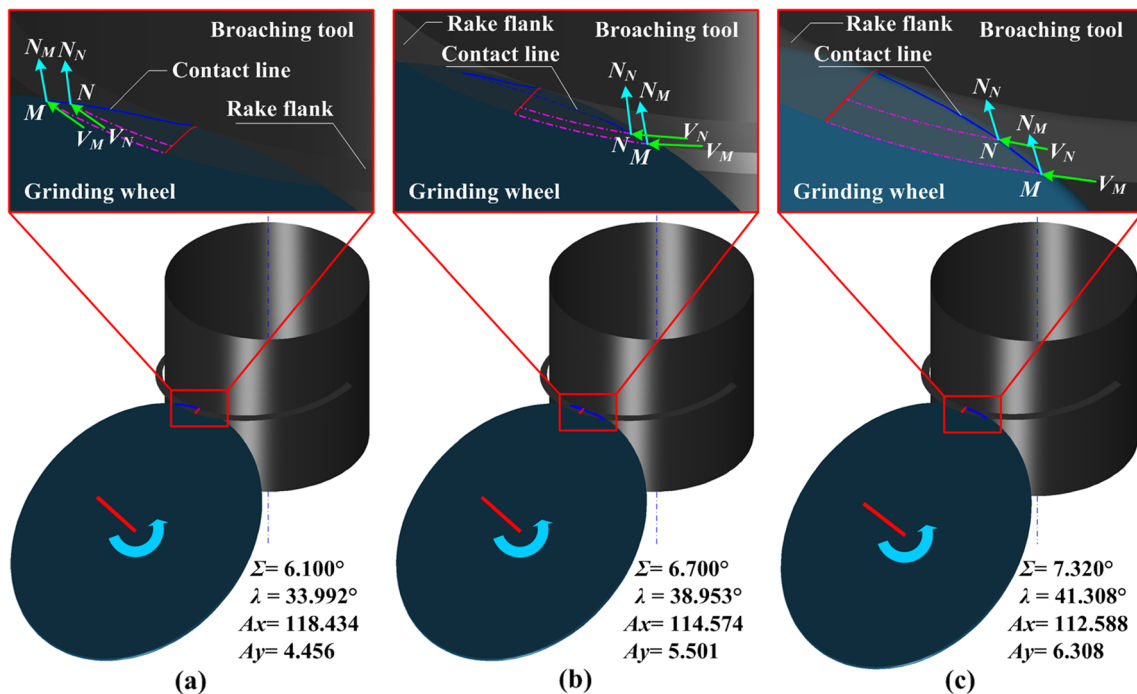 Broaching tool
N_M N_N
Contact line
N
M
V_M V_N
Rake flank
Grinding wheel
Rake flank
Broaching tool
Contact line
N_N
N_M
V_N
N
M
V_M
Grinding wheel
Rake flank
Broaching tool
Contact line
N_N
N_M
N
V_N
M
V_M
Grinding wheel
Σ= 6.100°
λ = 33.992°
Ax= 118.434
Ay= 4.456
(a)
Σ= 6.700°
λ = 38.953°
Ax= 114.574
Ay= 5.501
(b)
Σ= 7.320°
λ = 41.308°
Ax= 112.588
Ay= 6.308
(c)